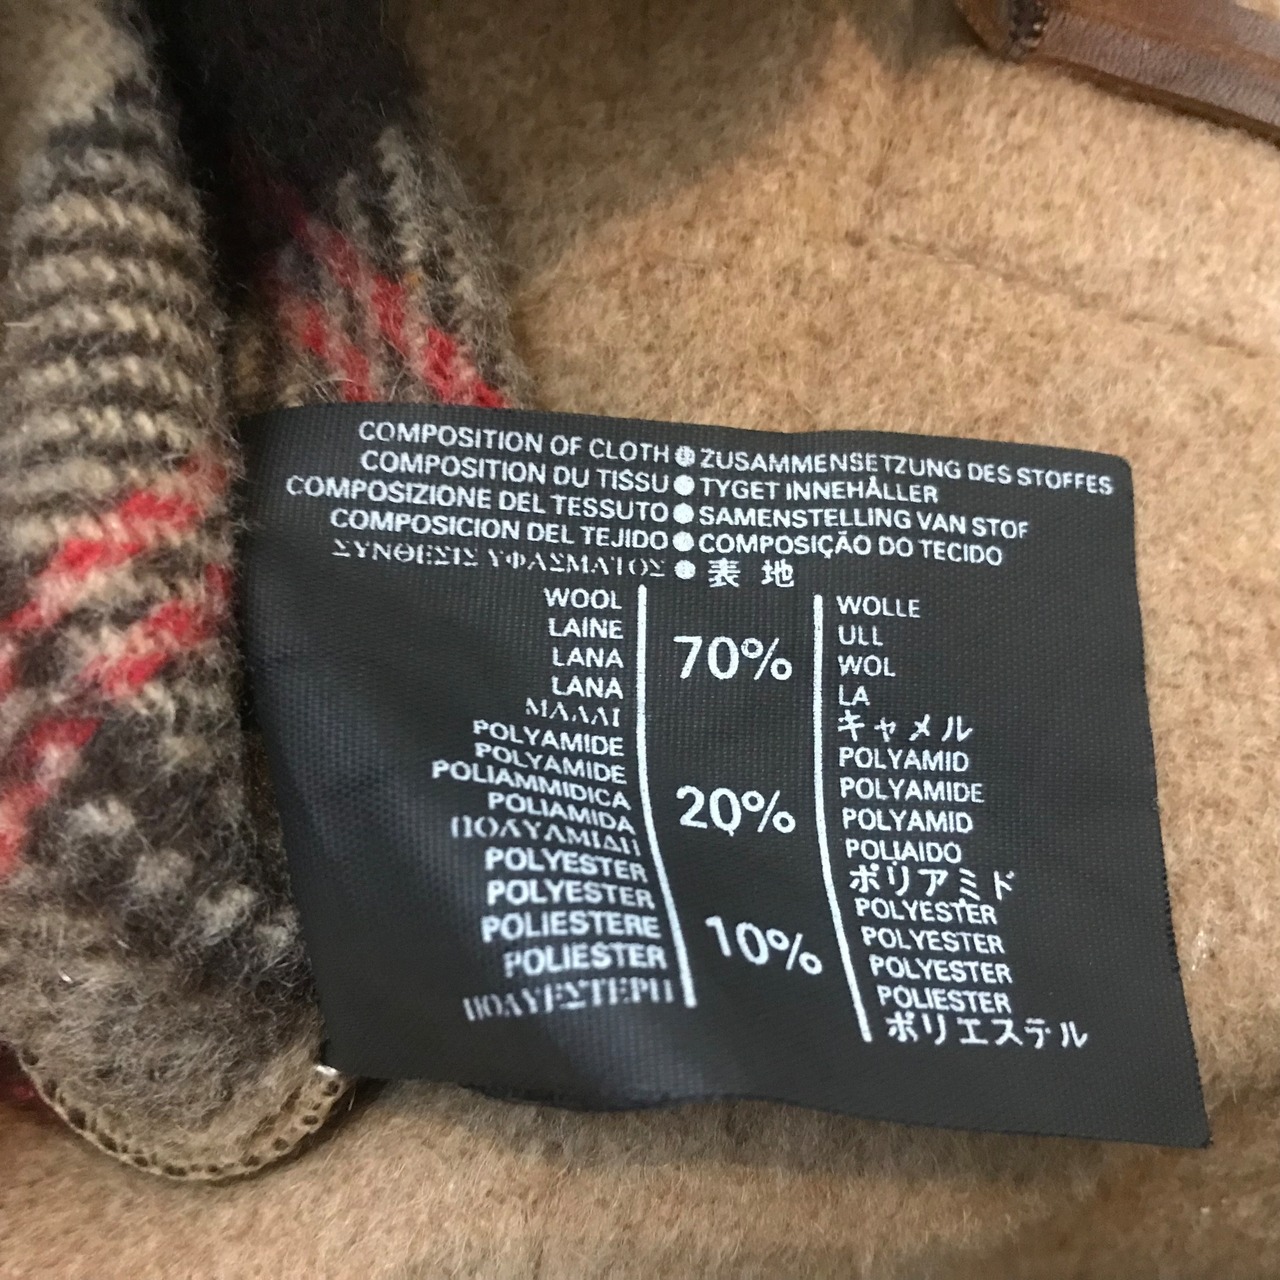 COMPOSITION OF CLOTH ● ZUSAMMENSETZUNG DES STOFFES
COMPOSITION DU TISSU ● TYGET INNEHÅLLER
COMPOSIZIONE DEL TESSUTO ● SAMENSTELLING VAN STOF
COMPOSICION DEL TEJIDO ● COMPOSIÇÃO DO TECIDO
ΣΥΝΘΕΣΙΣ ΥΦΑΣΜΑΤΟΣ ● 表 地
WOOL
LAINE
LANA
LANA
ΜΑΛΛΙ
70%
WOLLE
ULL
WOL
LA
キャメル
POLYAMIDE
POLYAMIDE
POLIAMMIDICA
POLIAMIDA
ΠΟΛΥΑΜΙΔΗ
20%
POLYAMID
POLYAMIDE
POLYAMID
POLIAIDO
ポリアミド
POLYESTER
POLYESTER
POLIESTERE
POLIESTER
ΠΟΛΥΕΣΤΕΡΗ
10%
POLYESTER
POLYESTER
POLYESTER
POLIESTER
ポリエステル